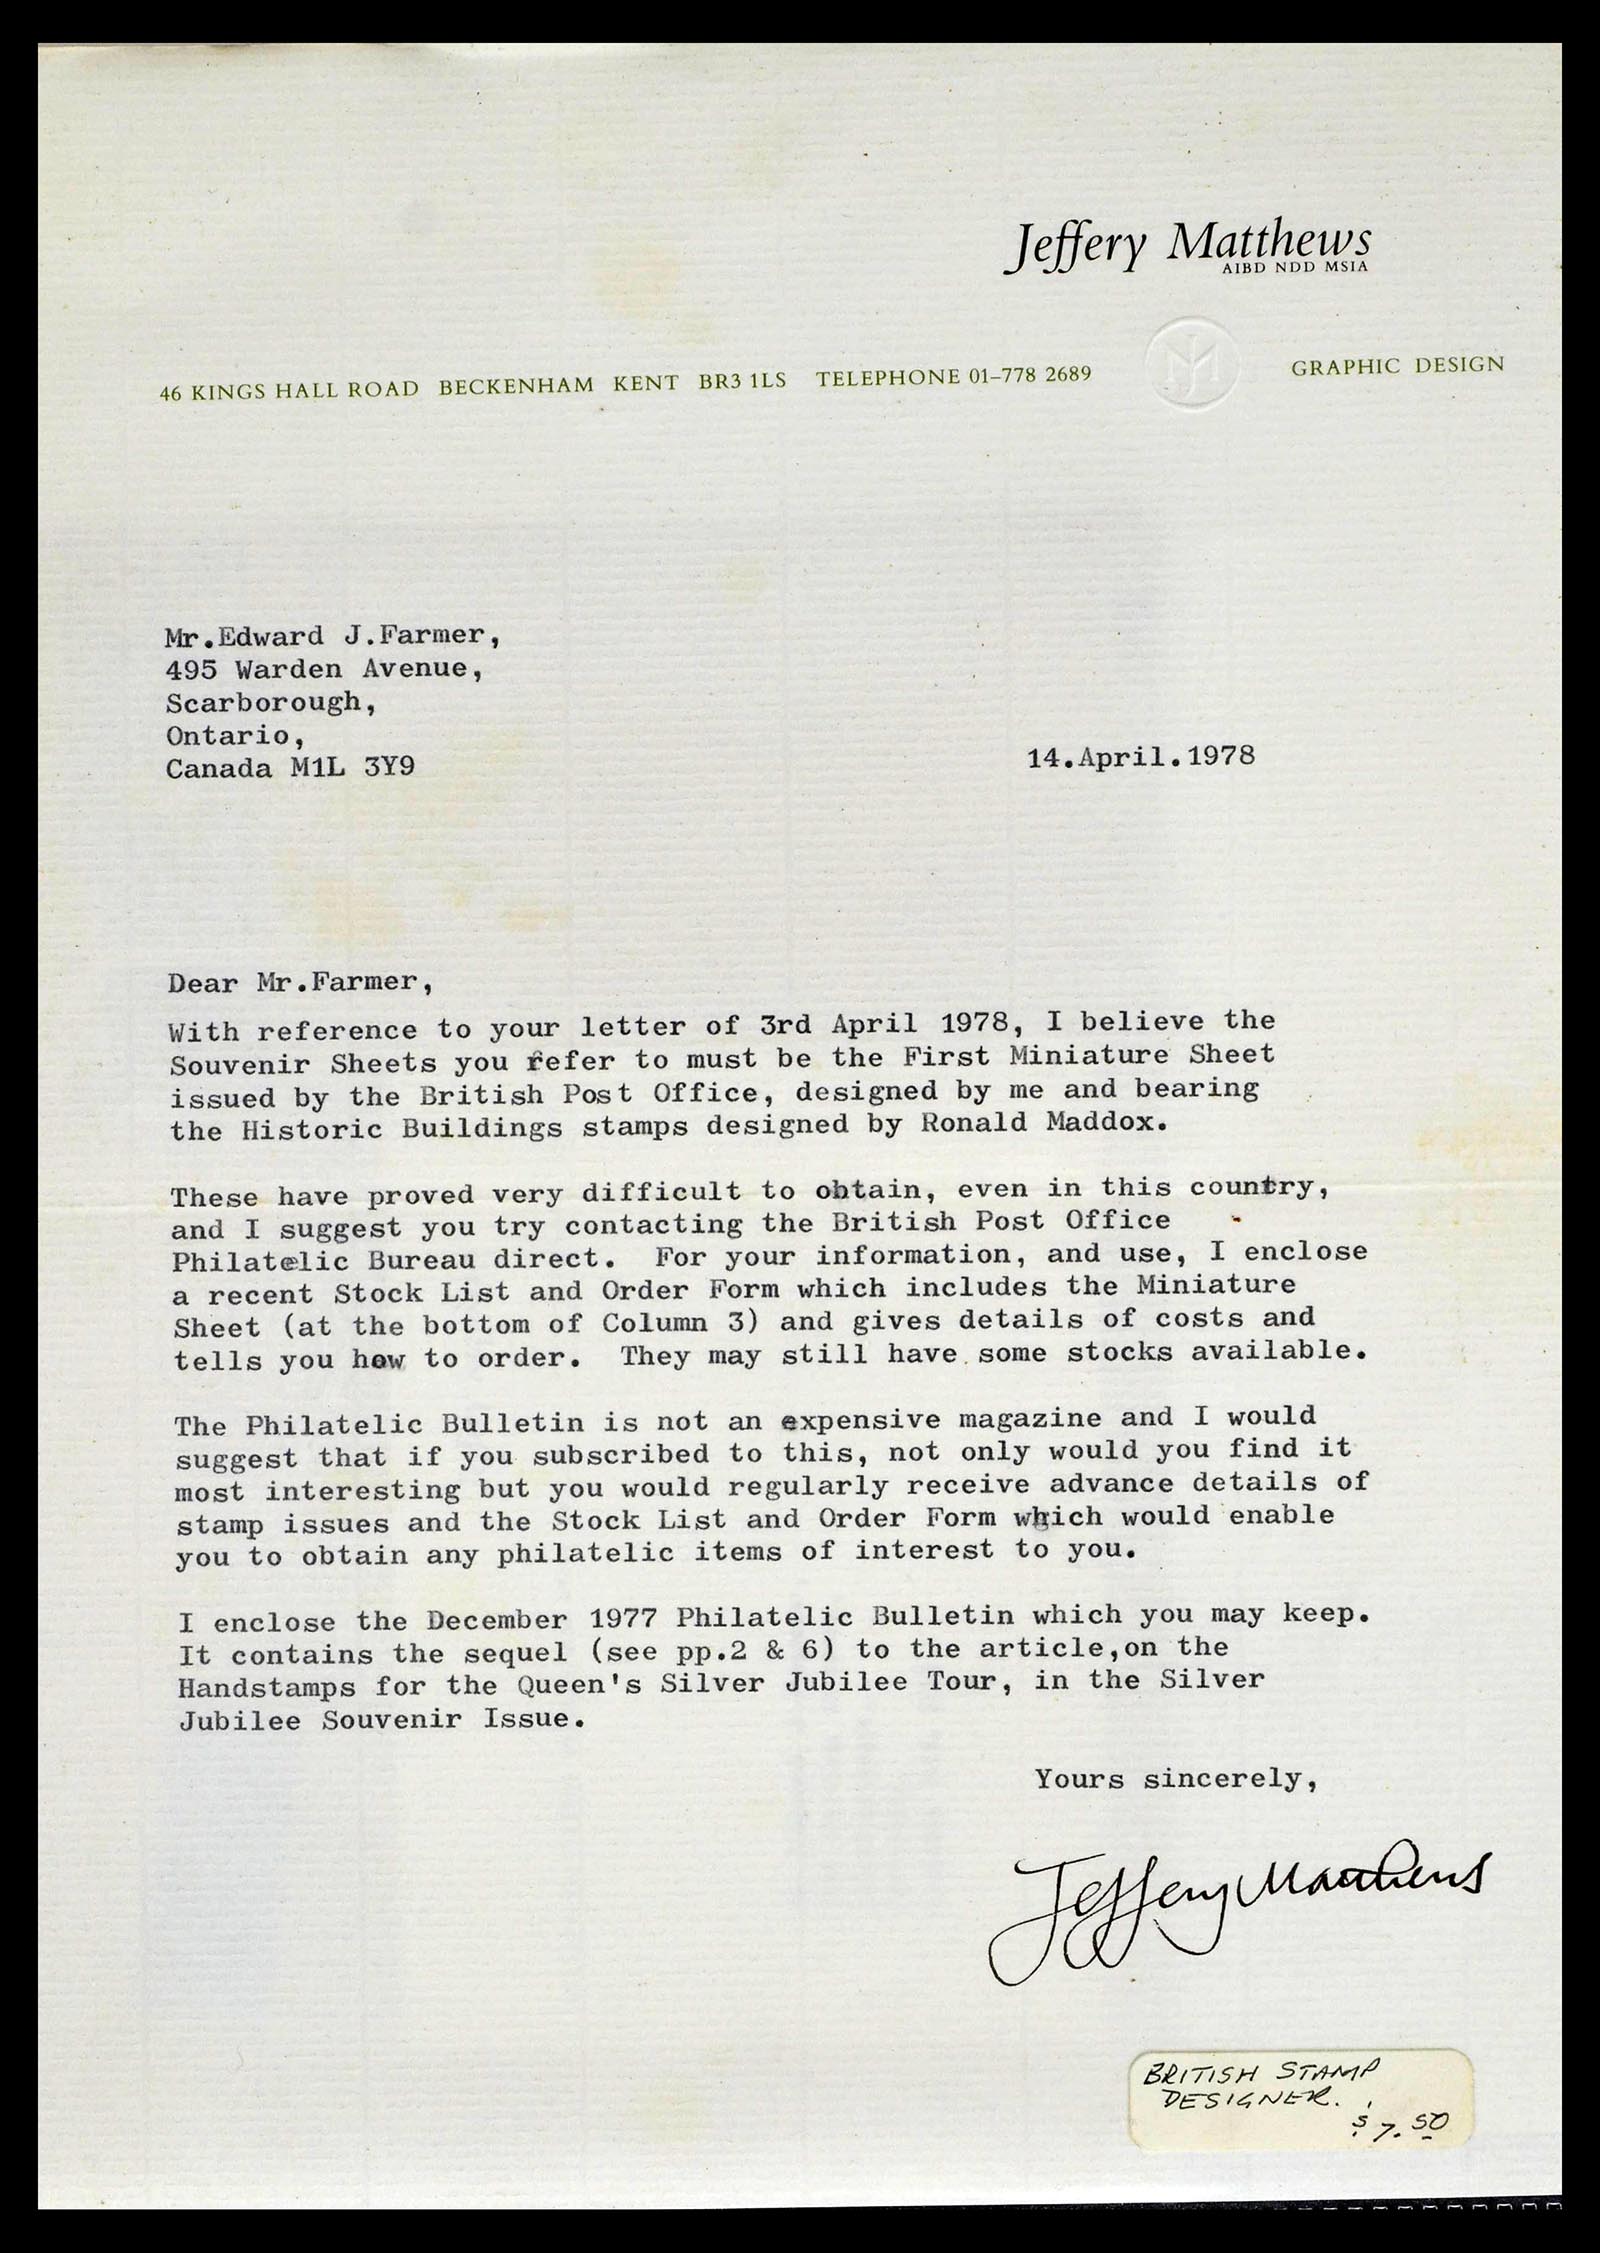 Jeffery Matthews
AIBD NDD MSIA
46 KINGS HALL ROAD BECKENHAM KENT BR3 1LS TELEPHONE 01–778 2689
JM
GRAPHIC DESIGN
Mr.Edward J.Farmer,
495 Warden Avenue,
Scarborough,
Ontario,
Canada M1L 3Y9
14.April.1978
Dear Mr.Farmer,
With reference to your letter of 3rd April 1978, I believe the
Souvenir Sheets you refer to must be the First Miniature Sheet
issued by the British Post Office, designed by me and bearing
the Historic Buildings stamps designed by Ronald Maddox.
These have proved very difficult to obtain, even in this country,
and I suggest you try contacting the British Post Office
Philatelic Bureau direct.  For your information, and use, I enclose
a recent Stock List and Order Form which includes the Miniature
Sheet (at the bottom of Column 3) and gives details of costs and
tells you how to order.  They may still have some stocks available.
The Philatelic Bulletin is not an expensive magazine and I would
suggest that if you subscribed to this, not only would you find it
most interesting but you would regularly receive advance details of
stamp issues and the Stock List and Order Form which would enable
you to obtain any philatelic items of interest to you.
I enclose the December 1977 Philatelic Bulletin which you may keep.
It contains the sequel (see pp.2 & 6) to the article,on the
Handstamps for the Queen's Silver Jubilee Tour, in the Silver
Jubilee Souvenir Issue.
Yours sincerely,
Jeffery Matthews
BRITISH STAMP
DESIGNER.
$7.50